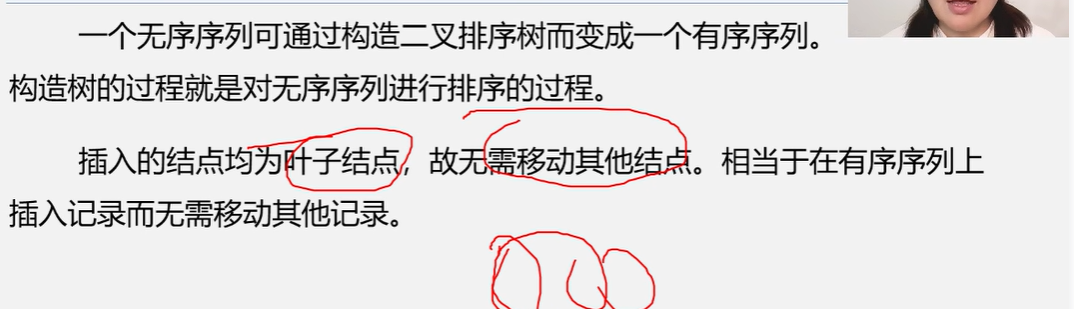 一个无序序列可通过构造二叉排序树而变成一个有序序列。
构造树的过程就是对无序序列进行排序的过程。
插入的结点均为叶子结点，故无需移动其他结点。相当于在有序序列上
插入记录而无需移动其他记录。